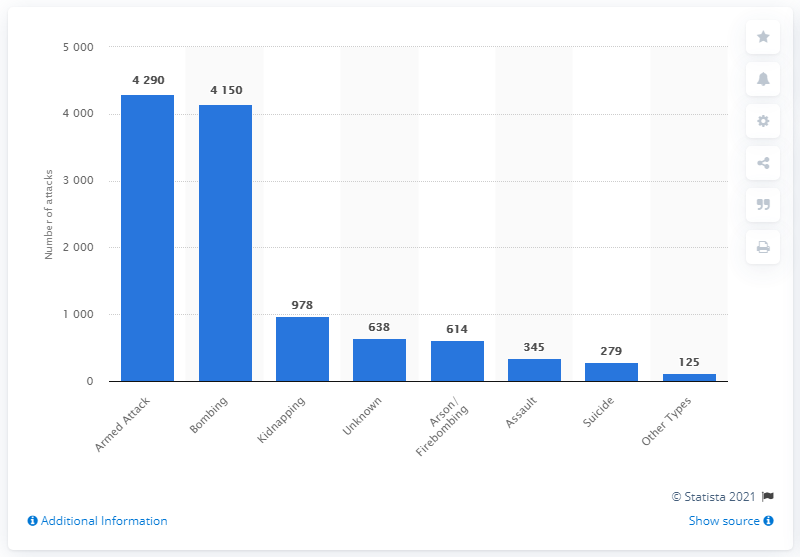 5 000
4 000
3 000
2 000
1 000
0
Number of attacks
4 290
4 150
978
638
614
345
279
125
Armed Attack
Bombing
Kidnapping
Unknown
Arson/
Firebombing
Assault
Suicide
Other Types
© Statista 2021
Additional Information
Show source